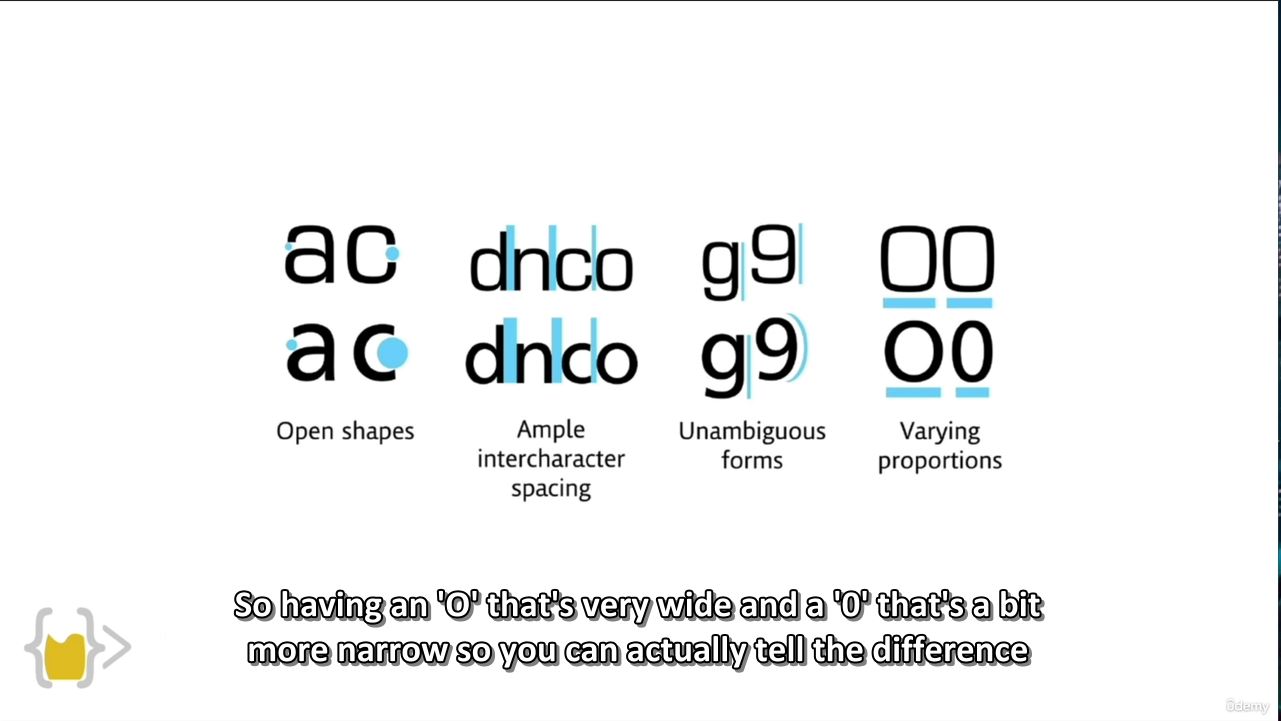 ac dnco g9 O0
ac dnco g9 O0
Open shapes
Ample
intercharacter
spacing
Unambiguous
forms
Varying
proportions
So having an 'O' that's very wide and a '0' that's a bit
more narrow so you can actually tell the difference
ûdemy